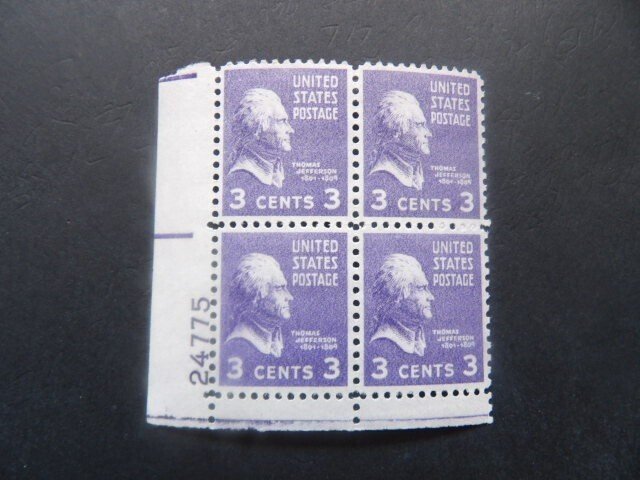 UNITED
STATES
POSTAGE
THOMAS
JEFFERSON
1801-1809
3 CENTS 3
UNITED
STATES
POSTAGE
THOMAS
JEFFERSON
1801-1809
3 CENTS 3
UNITED
STATES
POSTAGE
THOMAS
JEFFERSON
1801-1809
3 CENTS 3
UNITED
STATES
POSTAGE
THOMAS
JEFFERSON
1801-1809
3 CENTS 3
24775